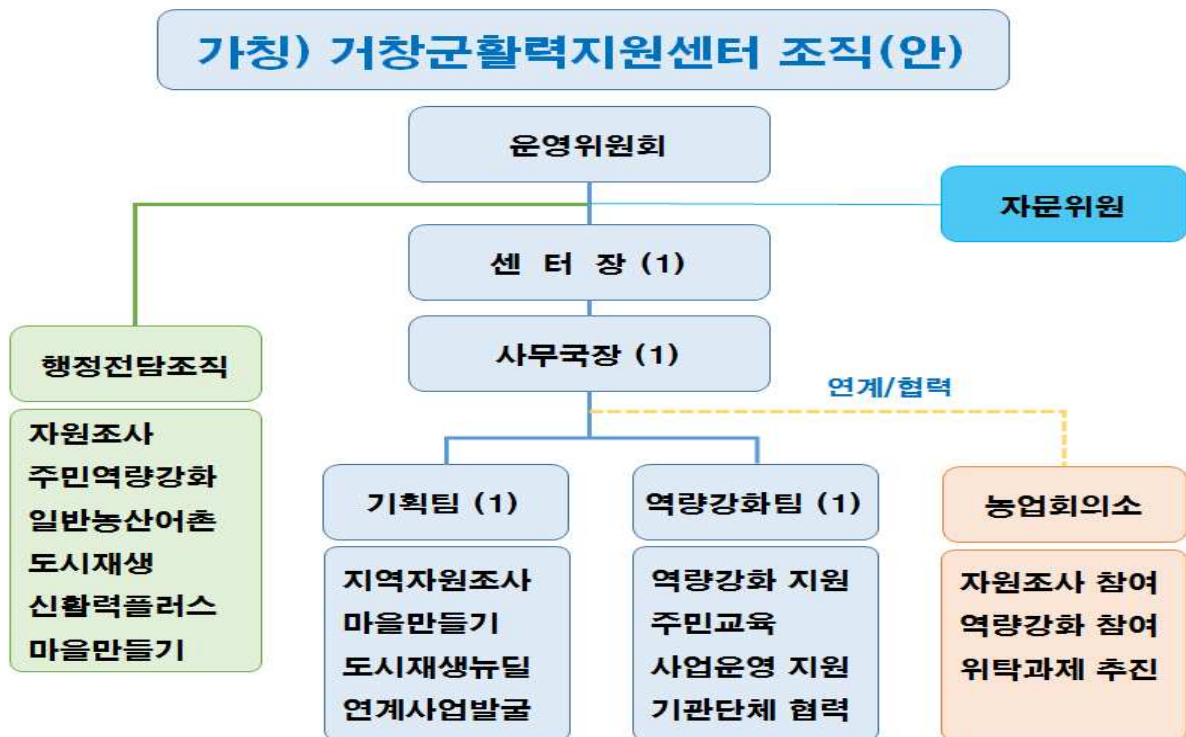 가칭) 거창군활력지원센터 조직(안)
운영위원회
자문위원
센 터 장 (1)
사무국장 (1)
행정전담조직
자원조사
주민역량강화
일반농산어촌
도시재생
신활력플러스
마을만들기
연계/협력
기획팀 (1)
지역자원조사
마을만들기
도시재생뉴딜
연계사업발굴
역량강화팀 (1)
역량강화 지원
주민교육
사업운영 지원
기관단체 협력
농업회의소
자원조사 참여
역량강화 참여
위탁과제 추진